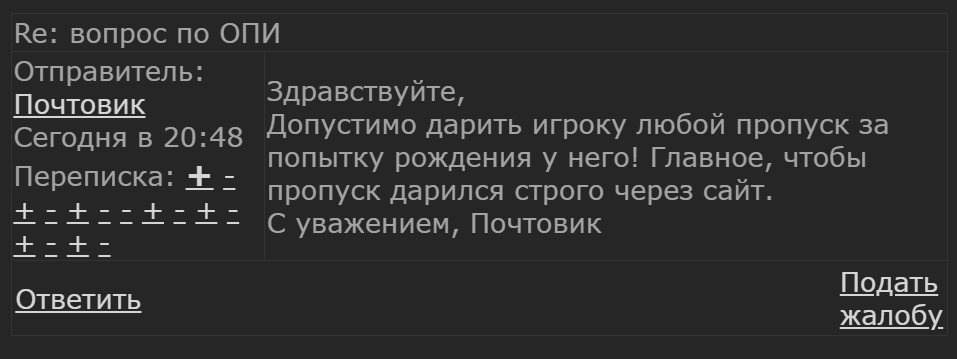 Re: вопрос по ОПИ
Отправитель:
Почтовик
Сегодня в 20:48
Переписка: + -
+ - + - - + - + -
+ - + -
Здравствуйте,
Допустимо дарить игроку любой пропуск за
попытку рождения у него! Главное, чтобы
пропуск дарился строго через сайт.
С уважением, Почтовик
Ответить
Подать
жалобу